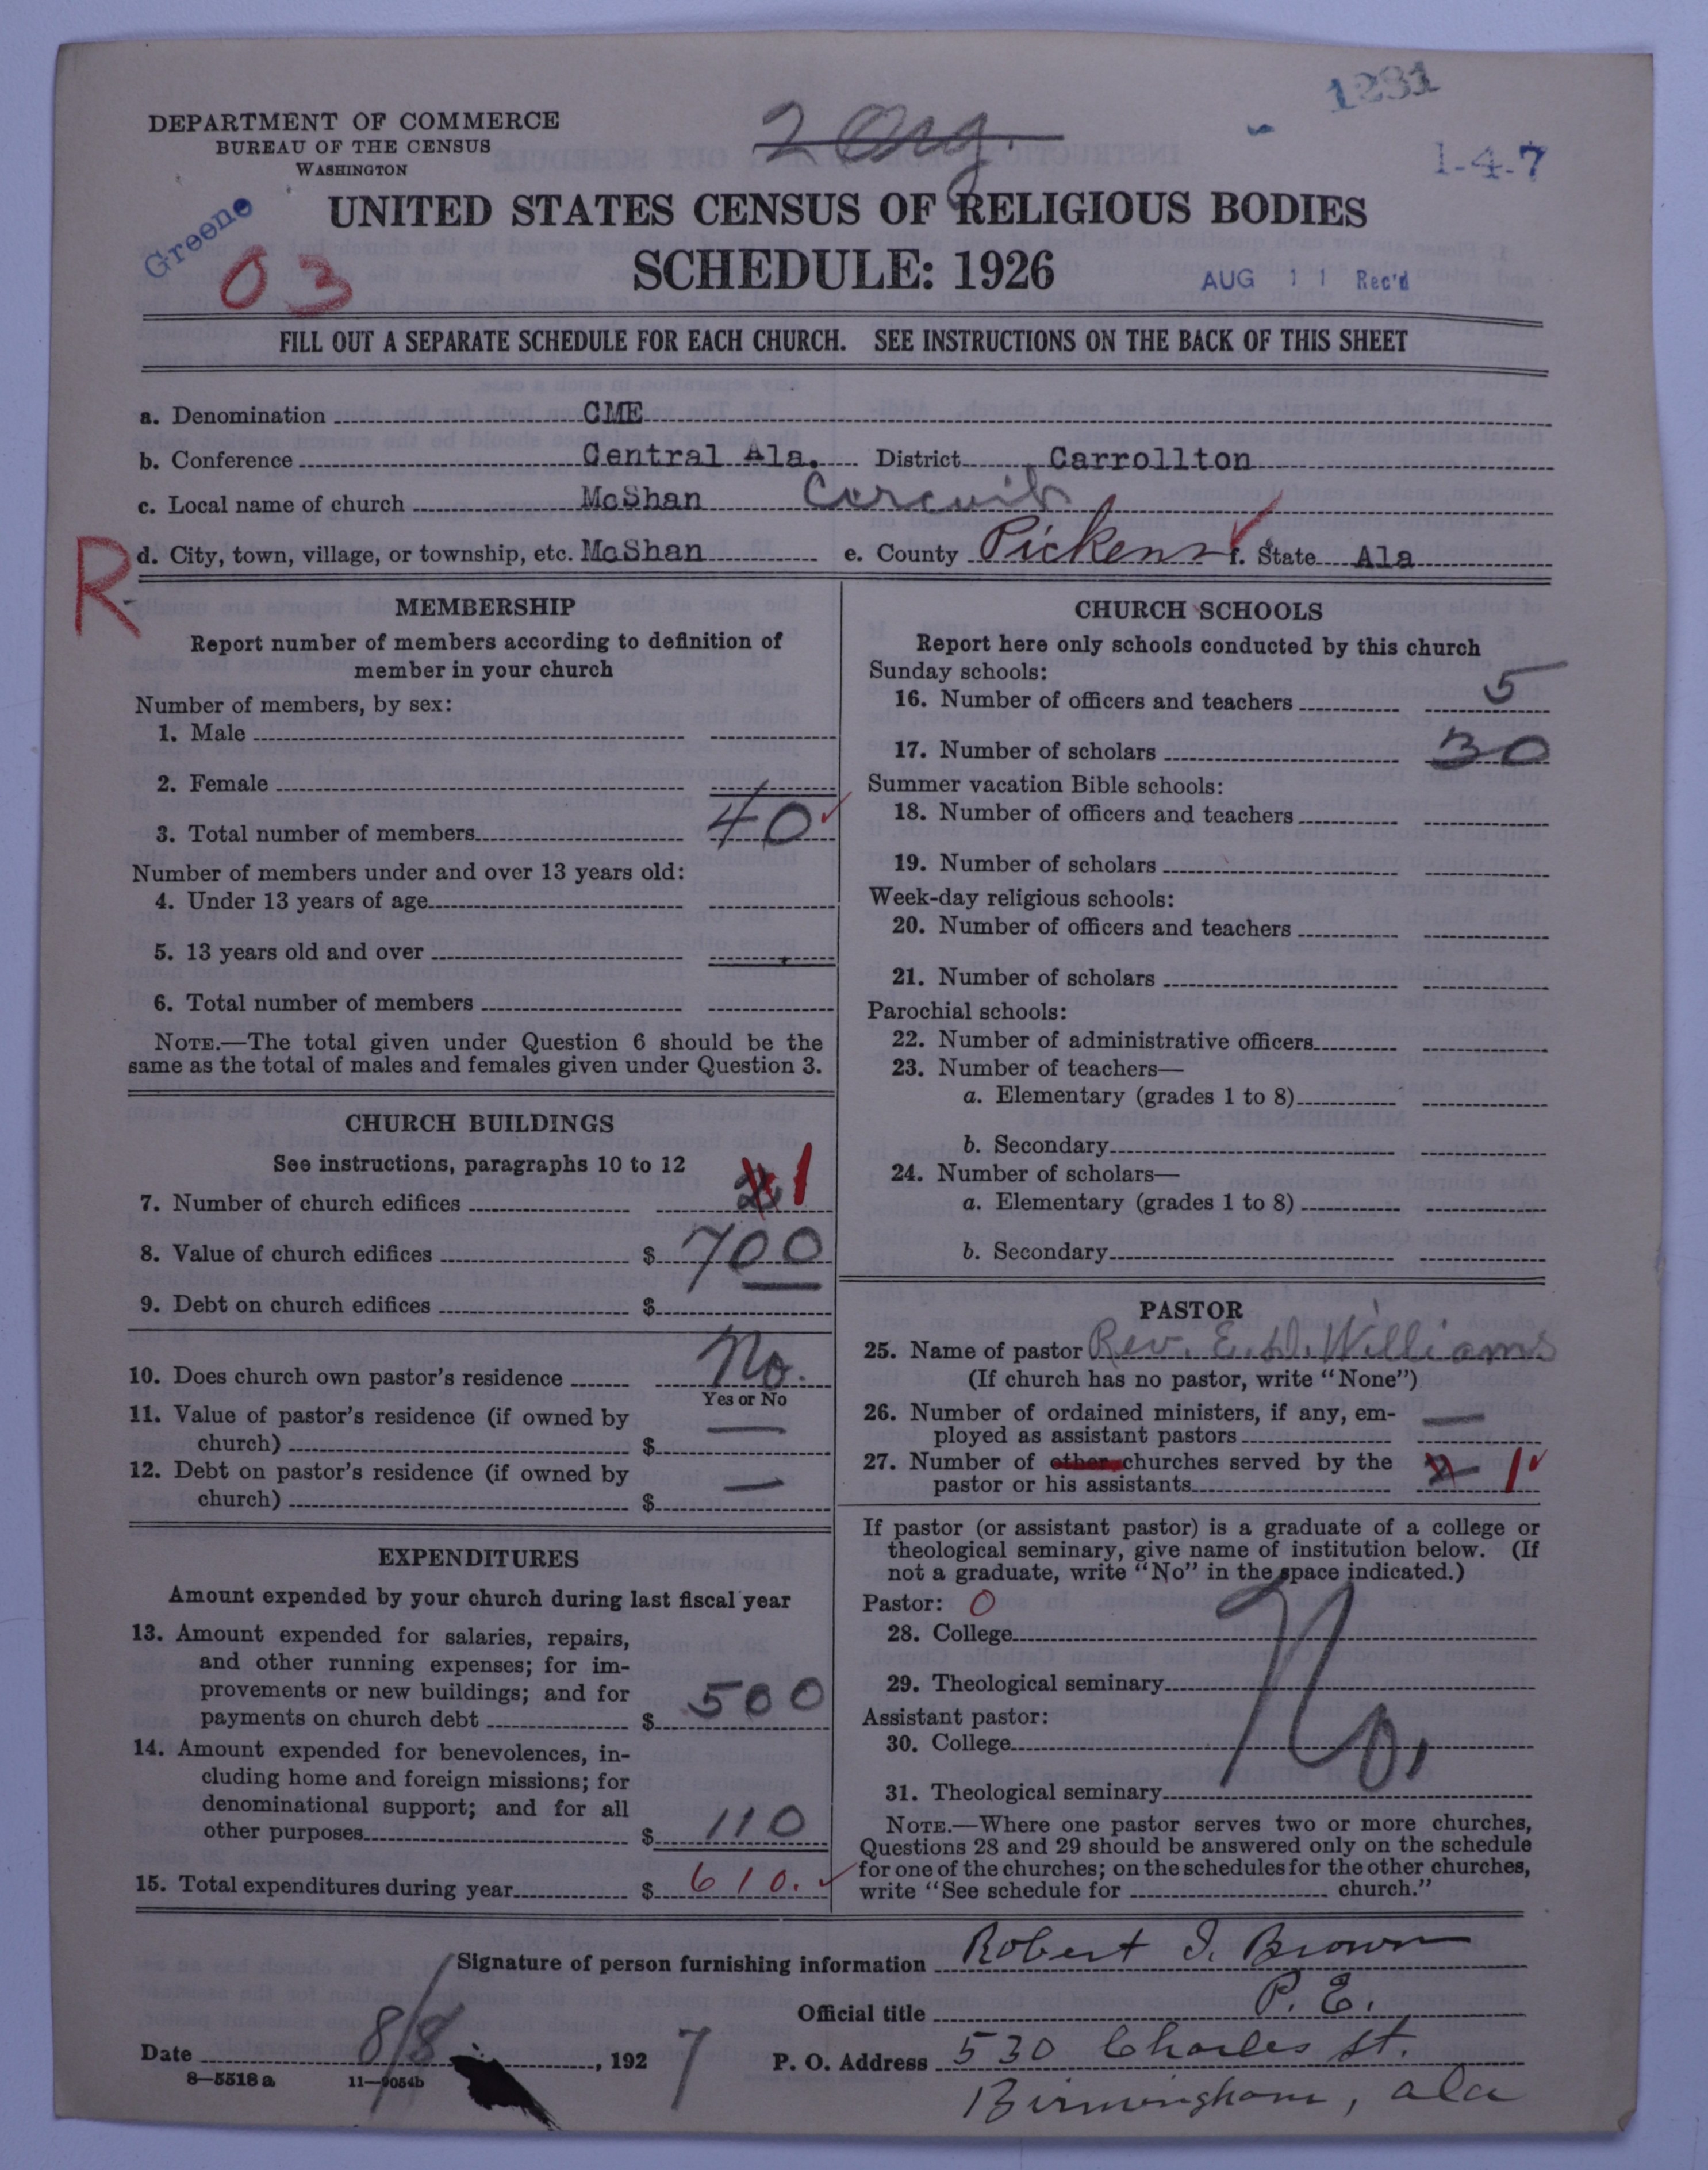 1231
DEPARTMENT OF COMMERCE
BUREAU OF THE CENSUS
WASHINGTON
2 Org.
1-4-7
Greene
03
UNITED STATES CENSUS OF RELIGIOUS BODIES
SCHEDULE: 1926
AUG 11 Rec'd
FILL OUT A SEPARATE SCHEDULE FOR EACH CHURCH. SEE INSTRUCTIONS ON THE BACK OF THIS SHEET
a. Denomination CME
b. Conference Central Ala. District Carrollton
c. Local name of church McShan Circuit
R
d. City, town, village, or township, etc. McShan e. County Pickens f. State Ala
MEMBERSHIP
Report number of members according to definition of
member in your church
Number of members, by sex:
1. Male
2. Female
3. Total number of members 40
Number of members under and over 13 years old:
4. Under 13 years of age
5. 13 years old and over
6. Total number of members
NOTE.—The total given under Question 6 should be the
same as the total of males and females given under Question 3.
CHURCH BUILDINGS
See instructions, paragraphs 10 to 12
7. Number of church edifices 2 1
8. Value of church edifices $ 700
9. Debt on church edifices $
10. Does church own pastor's residence No.
Yes or No
11. Value of pastor's residence (if owned by
church) $ —
12. Debt on pastor's residence (if owned by
church) $ —
EXPENDITURES
Amount expended by your church during last fiscal year
13. Amount expended for salaries, repairs,
and other running expenses; for im-
provements or new buildings; and for
payments on church debt $ 500
14. Amount expended for benevolences, in-
cluding home and foreign missions; for
denominational support; and for all
other purposes $ 110
15. Total expenditures during year $ 610.
CHURCH SCHOOLS
Report here only schools conducted by this church
Sunday schools:
16. Number of officers and teachers 5
17. Number of scholars 30
Summer vacation Bible schools:
18. Number of officers and teachers
19. Number of scholars
Week-day religious schools:
20. Number of officers and teachers
21. Number of scholars
Parochial schools:
22. Number of administrative officers
23. Number of teachers—
a. Elementary (grades 1 to 8)
b. Secondary
24. Number of scholars—
a. Elementary (grades 1 to 8)
b. Secondary
PASTOR
25. Name of pastor Rev. E.D. Williams
(If church has no pastor, write "None")
26. Number of ordained ministers, if any, em-
ployed as assistant pastors —
27. Number of other churches served by the
pastor or his assistants 2 1
If pastor (or assistant pastor) is a graduate of a college or
theological seminary, give name of institution below. (If
not a graduate, write "No" in the space indicated.)
Pastor: 0
28. College
29. Theological seminary
No.
Assistant pastor:
30. College
31. Theological seminary
NOTE.—Where one pastor serves two or more churches,
Questions 28 and 29 should be answered only on the schedule
for one of the churches; on the schedules for the other churches,
write "See schedule for church."
Signature of person furnishing information Robert I. Brown
Official title P. E.
Date 8/8, 1927 P. O. Address 530 Charles St.
8—5518a 11—9054b
Birmingham, Ala